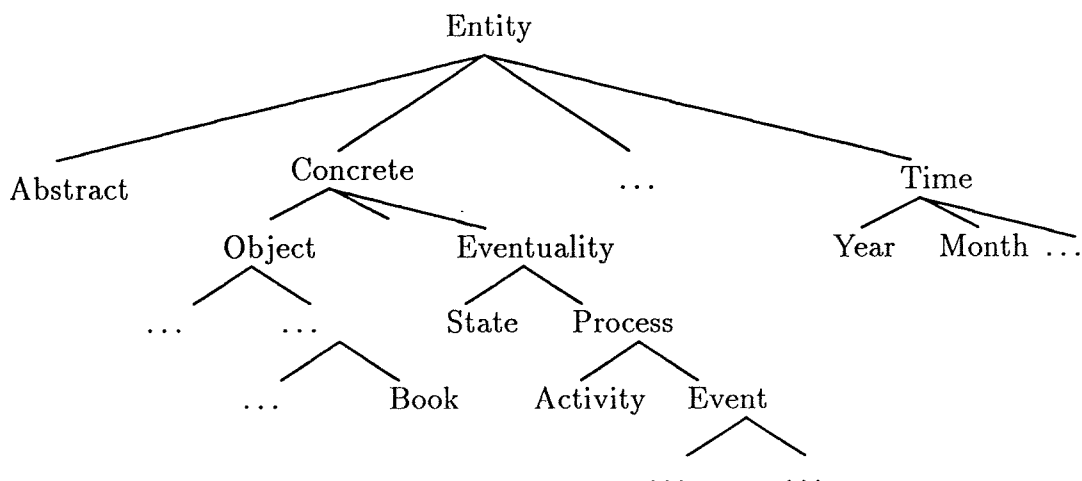 Entity
Abstract Concrete ... Time
Object Eventuality Year Month ...
... ... State Process
... Book Activity Event
... ...